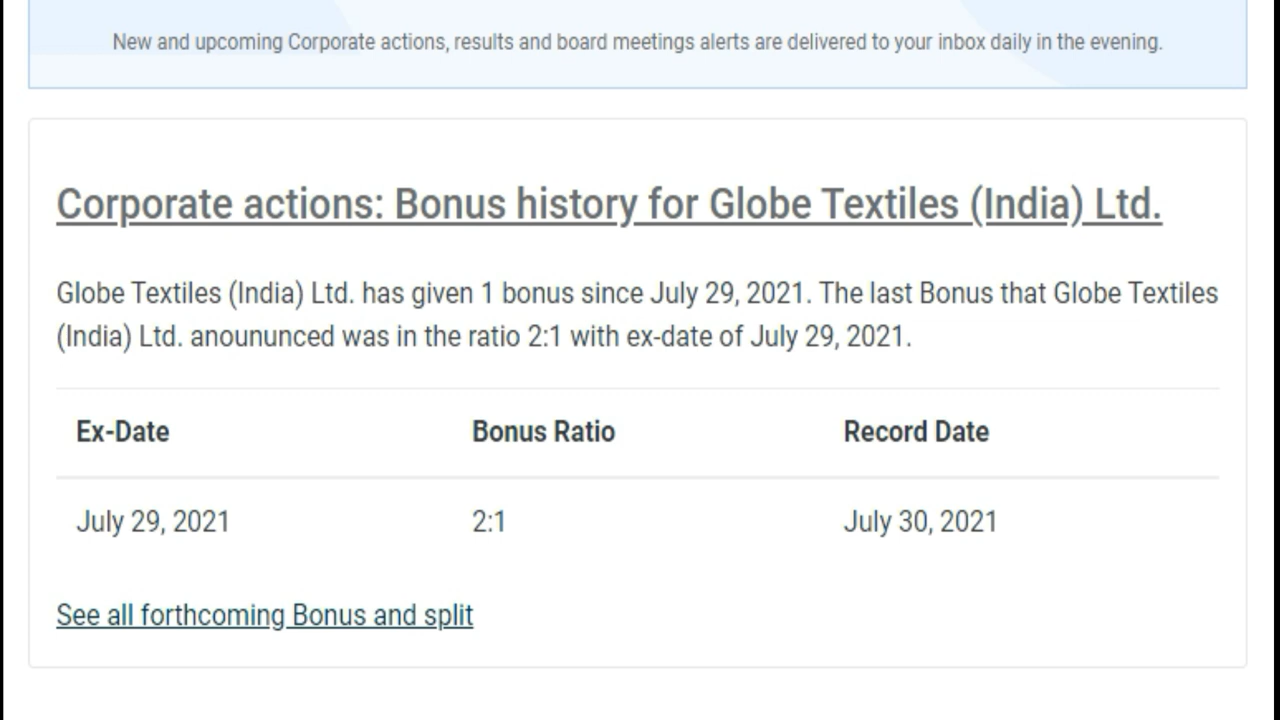 New and upcoming Corporate actions, results and board meetings alerts are delivered to your inbox daily in the evening.
Corporate actions: Bonus history for Globe Textiles (India) Ltd.
Globe Textiles (India) Ltd. has given 1 bonus since July 29, 2021. The last Bonus that Globe Textiles
(India) Ltd. anoununced was in the ratio 2:1 with ex-date of July 29, 2021.
Ex-Date Bonus Ratio Record Date
July 29, 2021 2:1 July 30, 2021
See all forthcoming Bonus and split